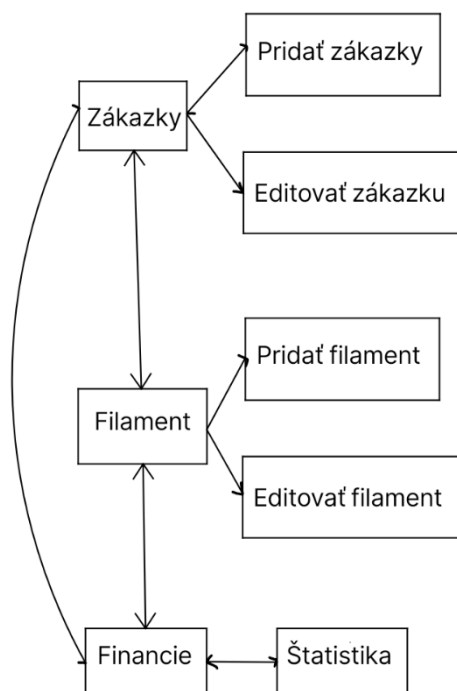 Pridať zákazky
Zákazky
Editovať zákazku
Pridať filament
Filament
Editovať filament
Financie
Štatistika